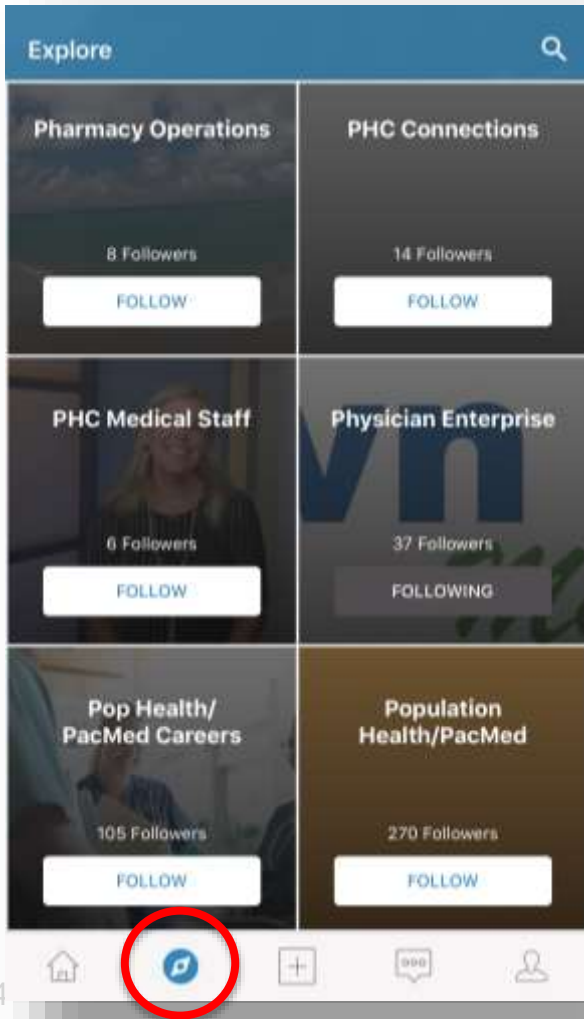 Explore
Pharmacy Operations
PHC Connections
8 Followers
14 Followers
FOLLOW
FOLLOW
PHC Medical Staff
Physician Enterprise
6 Followers
37 Followers
FOLLOW
FOLLOWING
Pop Health/
PacMed Careers
Population
Health/PacMed
105 Followers
270 Followers
FOLLOW
FOLLOW